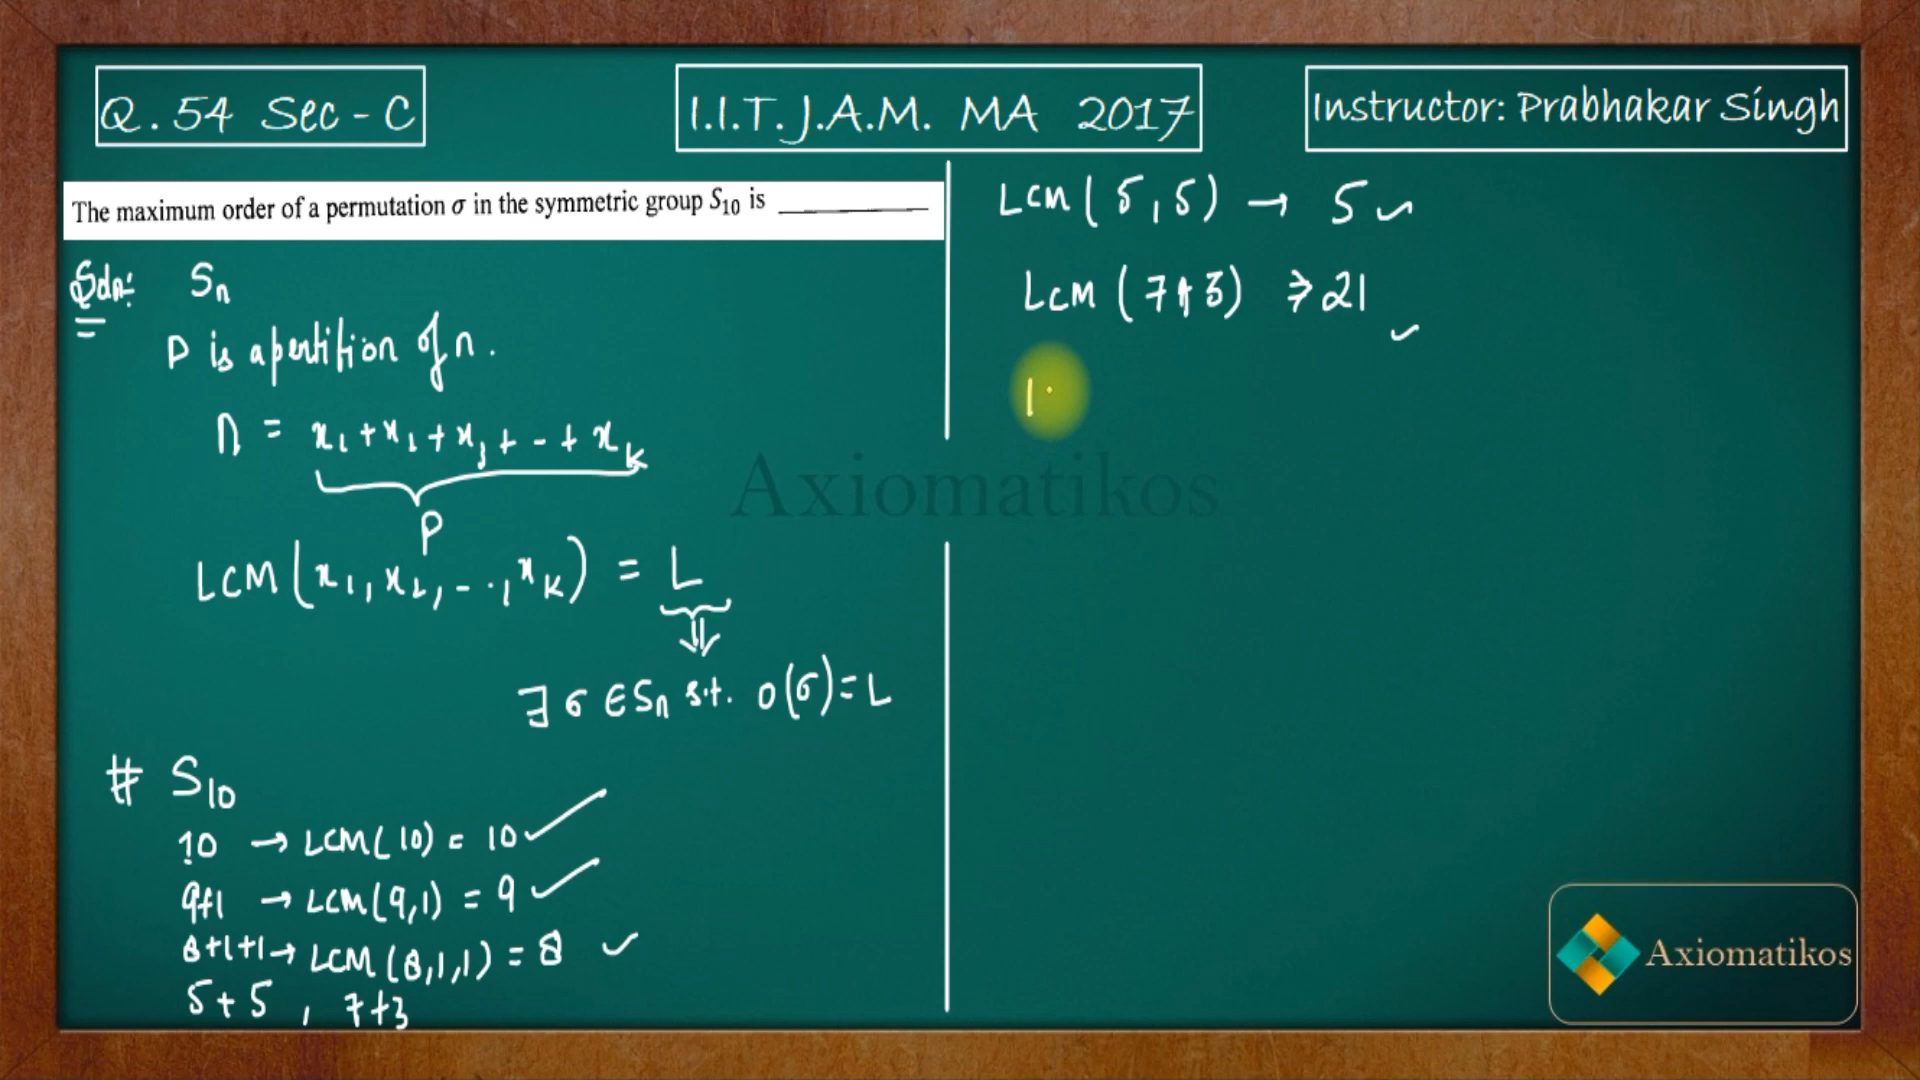 Q. 54 Sec - C
I.I.T. J.A.M. MA 2017
Instructor: Prabhakar Singh
The maximum order of a permutation σ in the symmetric group S₁₀ is __________
Soln: Sₙ
P is a partition of n.
n = x₁ + x₂ + x₃ + - + xₖ
P
LCM(x₁, x₂, - ., xₖ) = L
⇓
∃ σ ∈ Sₙ s.t. o(σ) = L
# S₁₀
10 → LCM(10) = 10 ✓
9+1 → LCM(9,1) = 9 ✓
8+1+1 → LCM(8,1,1) = 8 ✓
5+5 , 7+3
LCM(5,5) → 5 ✓
LCM(7,3) → 21 ✓
Axiomatikos
Axiomatikos